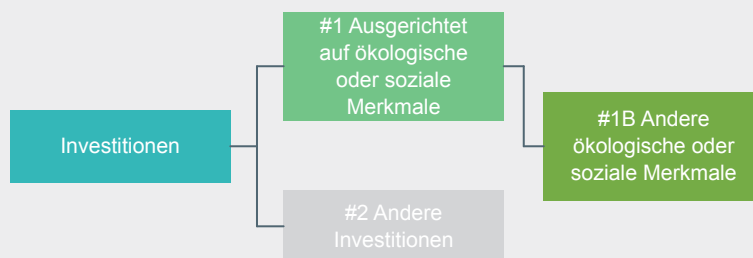 Investitionen
#1 Ausgerichtet
auf ökologische
oder soziale
Merkmale
#2 Andere
Investitionen
#1B Andere
ökologische oder
soziale Merkmale